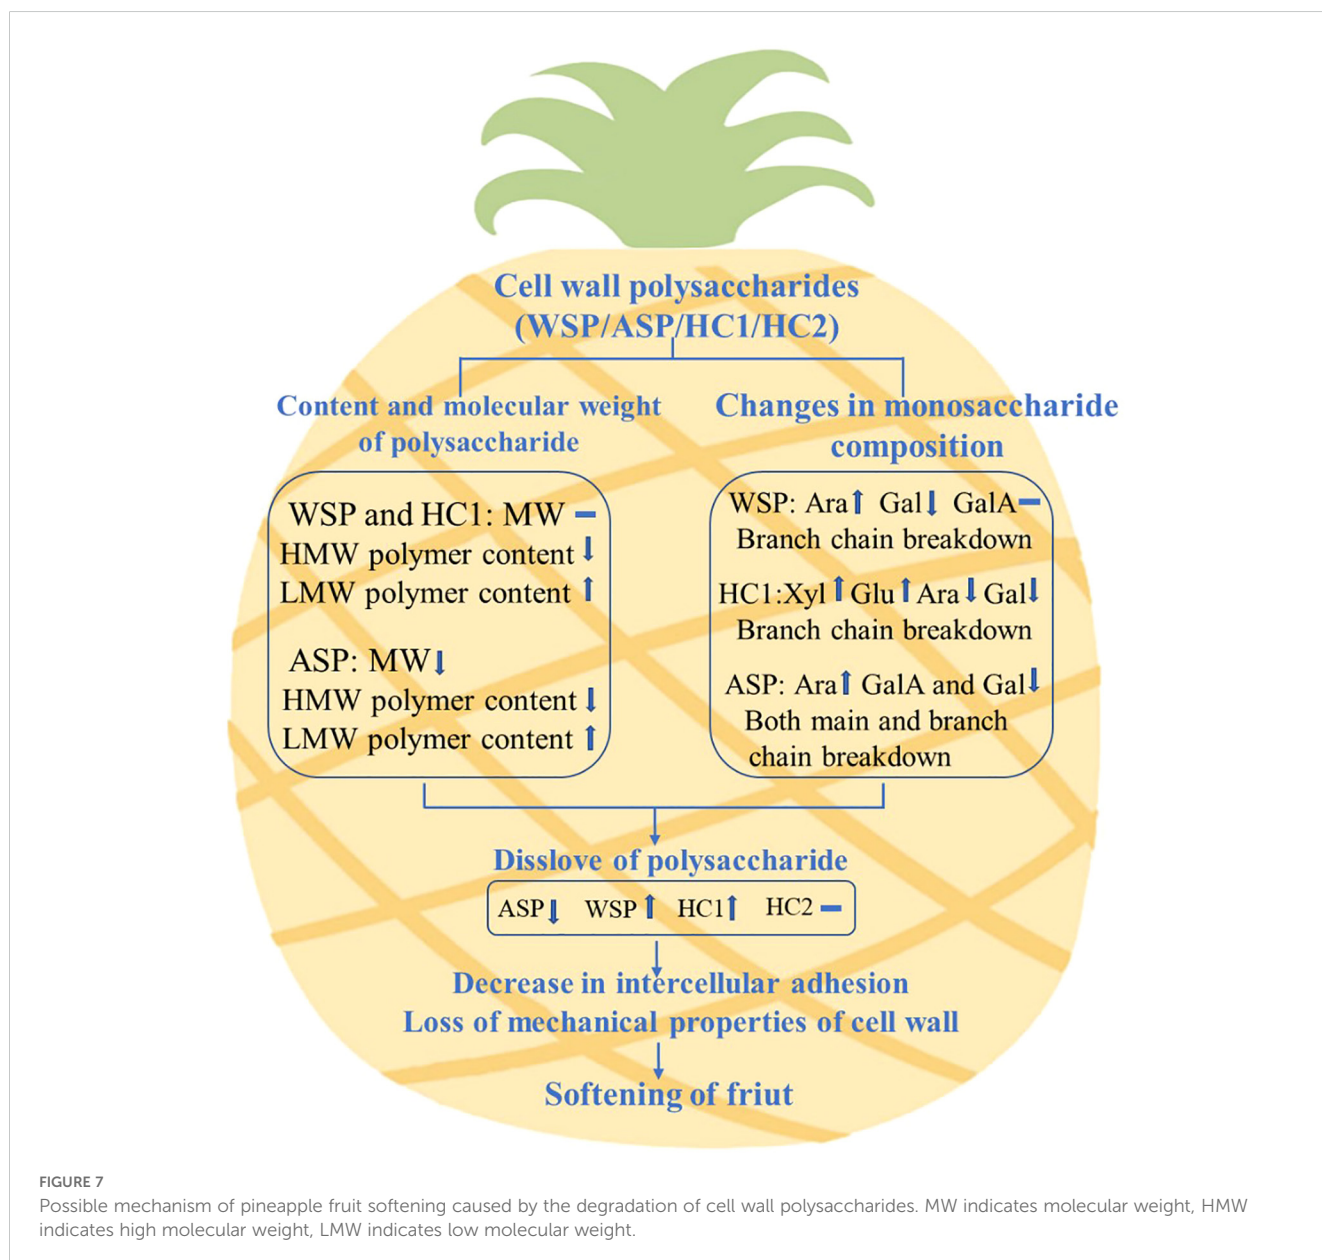 Cell wall polysaccharides
(WSP/ASP/HC1/HC2)
Content and molecular weight
of polysaccharide
WSP and HC1: MW
HMW polymer content ↓
LMW polymer content ↑
ASP: MW↓
HMW polymer content ↓
LMW polymer content ↑
Changes in monosaccharide
composition
WSP: Ara↑ Gal↓ GalA
Branch chain breakdown
HC1:Xyl↑ Glu↑ Ara↓ Gal↓
Branch chain breakdown
ASP: Ara↑ GalA and Gal↓
Both main and branch
chain breakdown
Disslove of polysaccharide
ASP↓ WSP↑ HC1↑ HC2
Decrease in intercellular adhesion
Loss of mechanical properties of cell wall
Softening of friut
FIGURE 7
Possible mechanism of pineapple fruit softening caused by the degradation of cell wall polysaccharides. MW indicates molecular weight, HMW
indicates high molecular weight, LMW indicates low molecular weight.